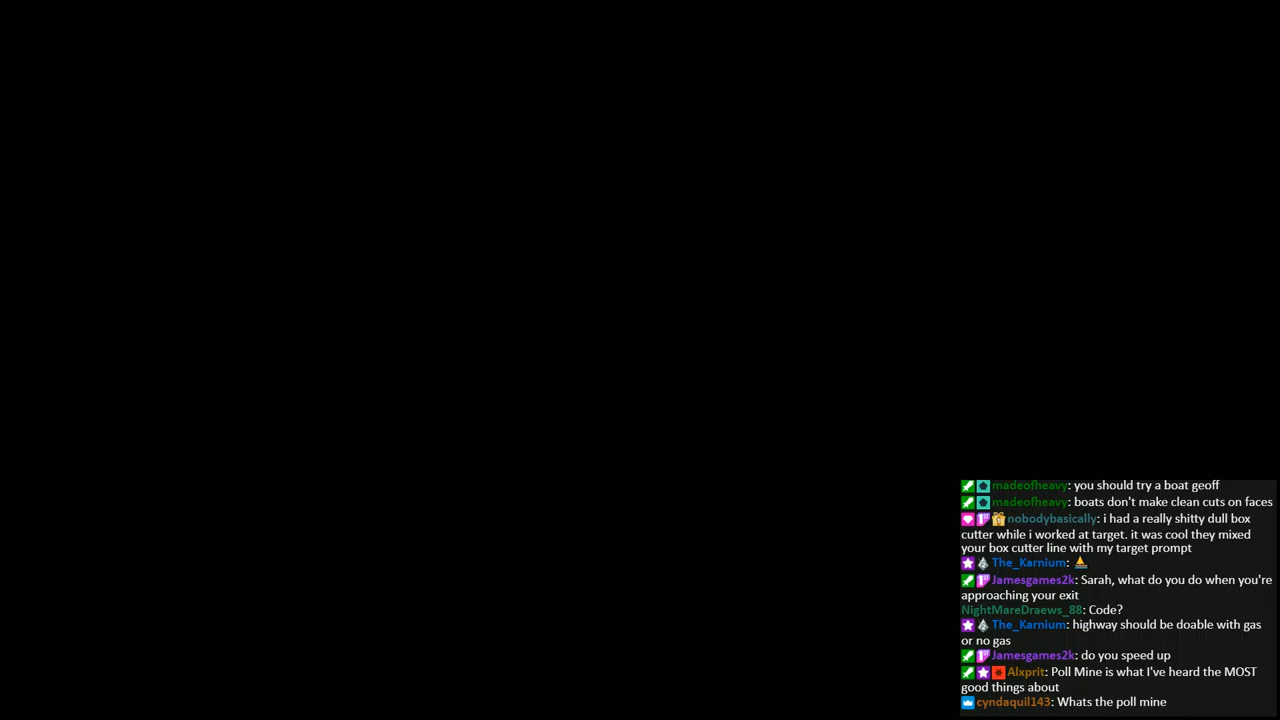 madeofheavy: you should try a boat geoff
madeofheavy: boats don't make clean cuts on faces
nobodybasically: i had a really shitty dull box
cutter while i worked at target. it was cool they mixed
your box cutter line with my target prompt
The_Karnium:
Jamesgames2k: Sarah, what do you do when you're
approaching your exit
NightMareDraews_88: Code?
The_Karnium: highway should be doable with gas
or no gas
Jamesgames2k: do you speed up
Alxprit: Poll Mine is what I've heard the MOST
good things about
cyndaquil143: Whats the poll mine